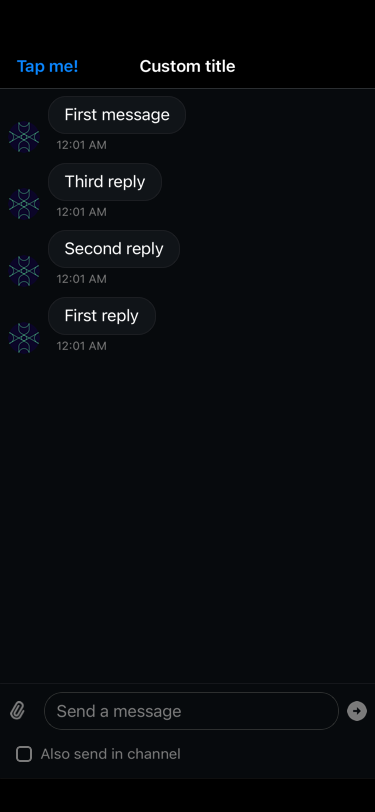 Tap me!
Custom title
First message
12:01 AM
Third reply
12:01 AM
Second reply
12:01 AM
First reply
12:01 AM
Send a message
Also send in channel